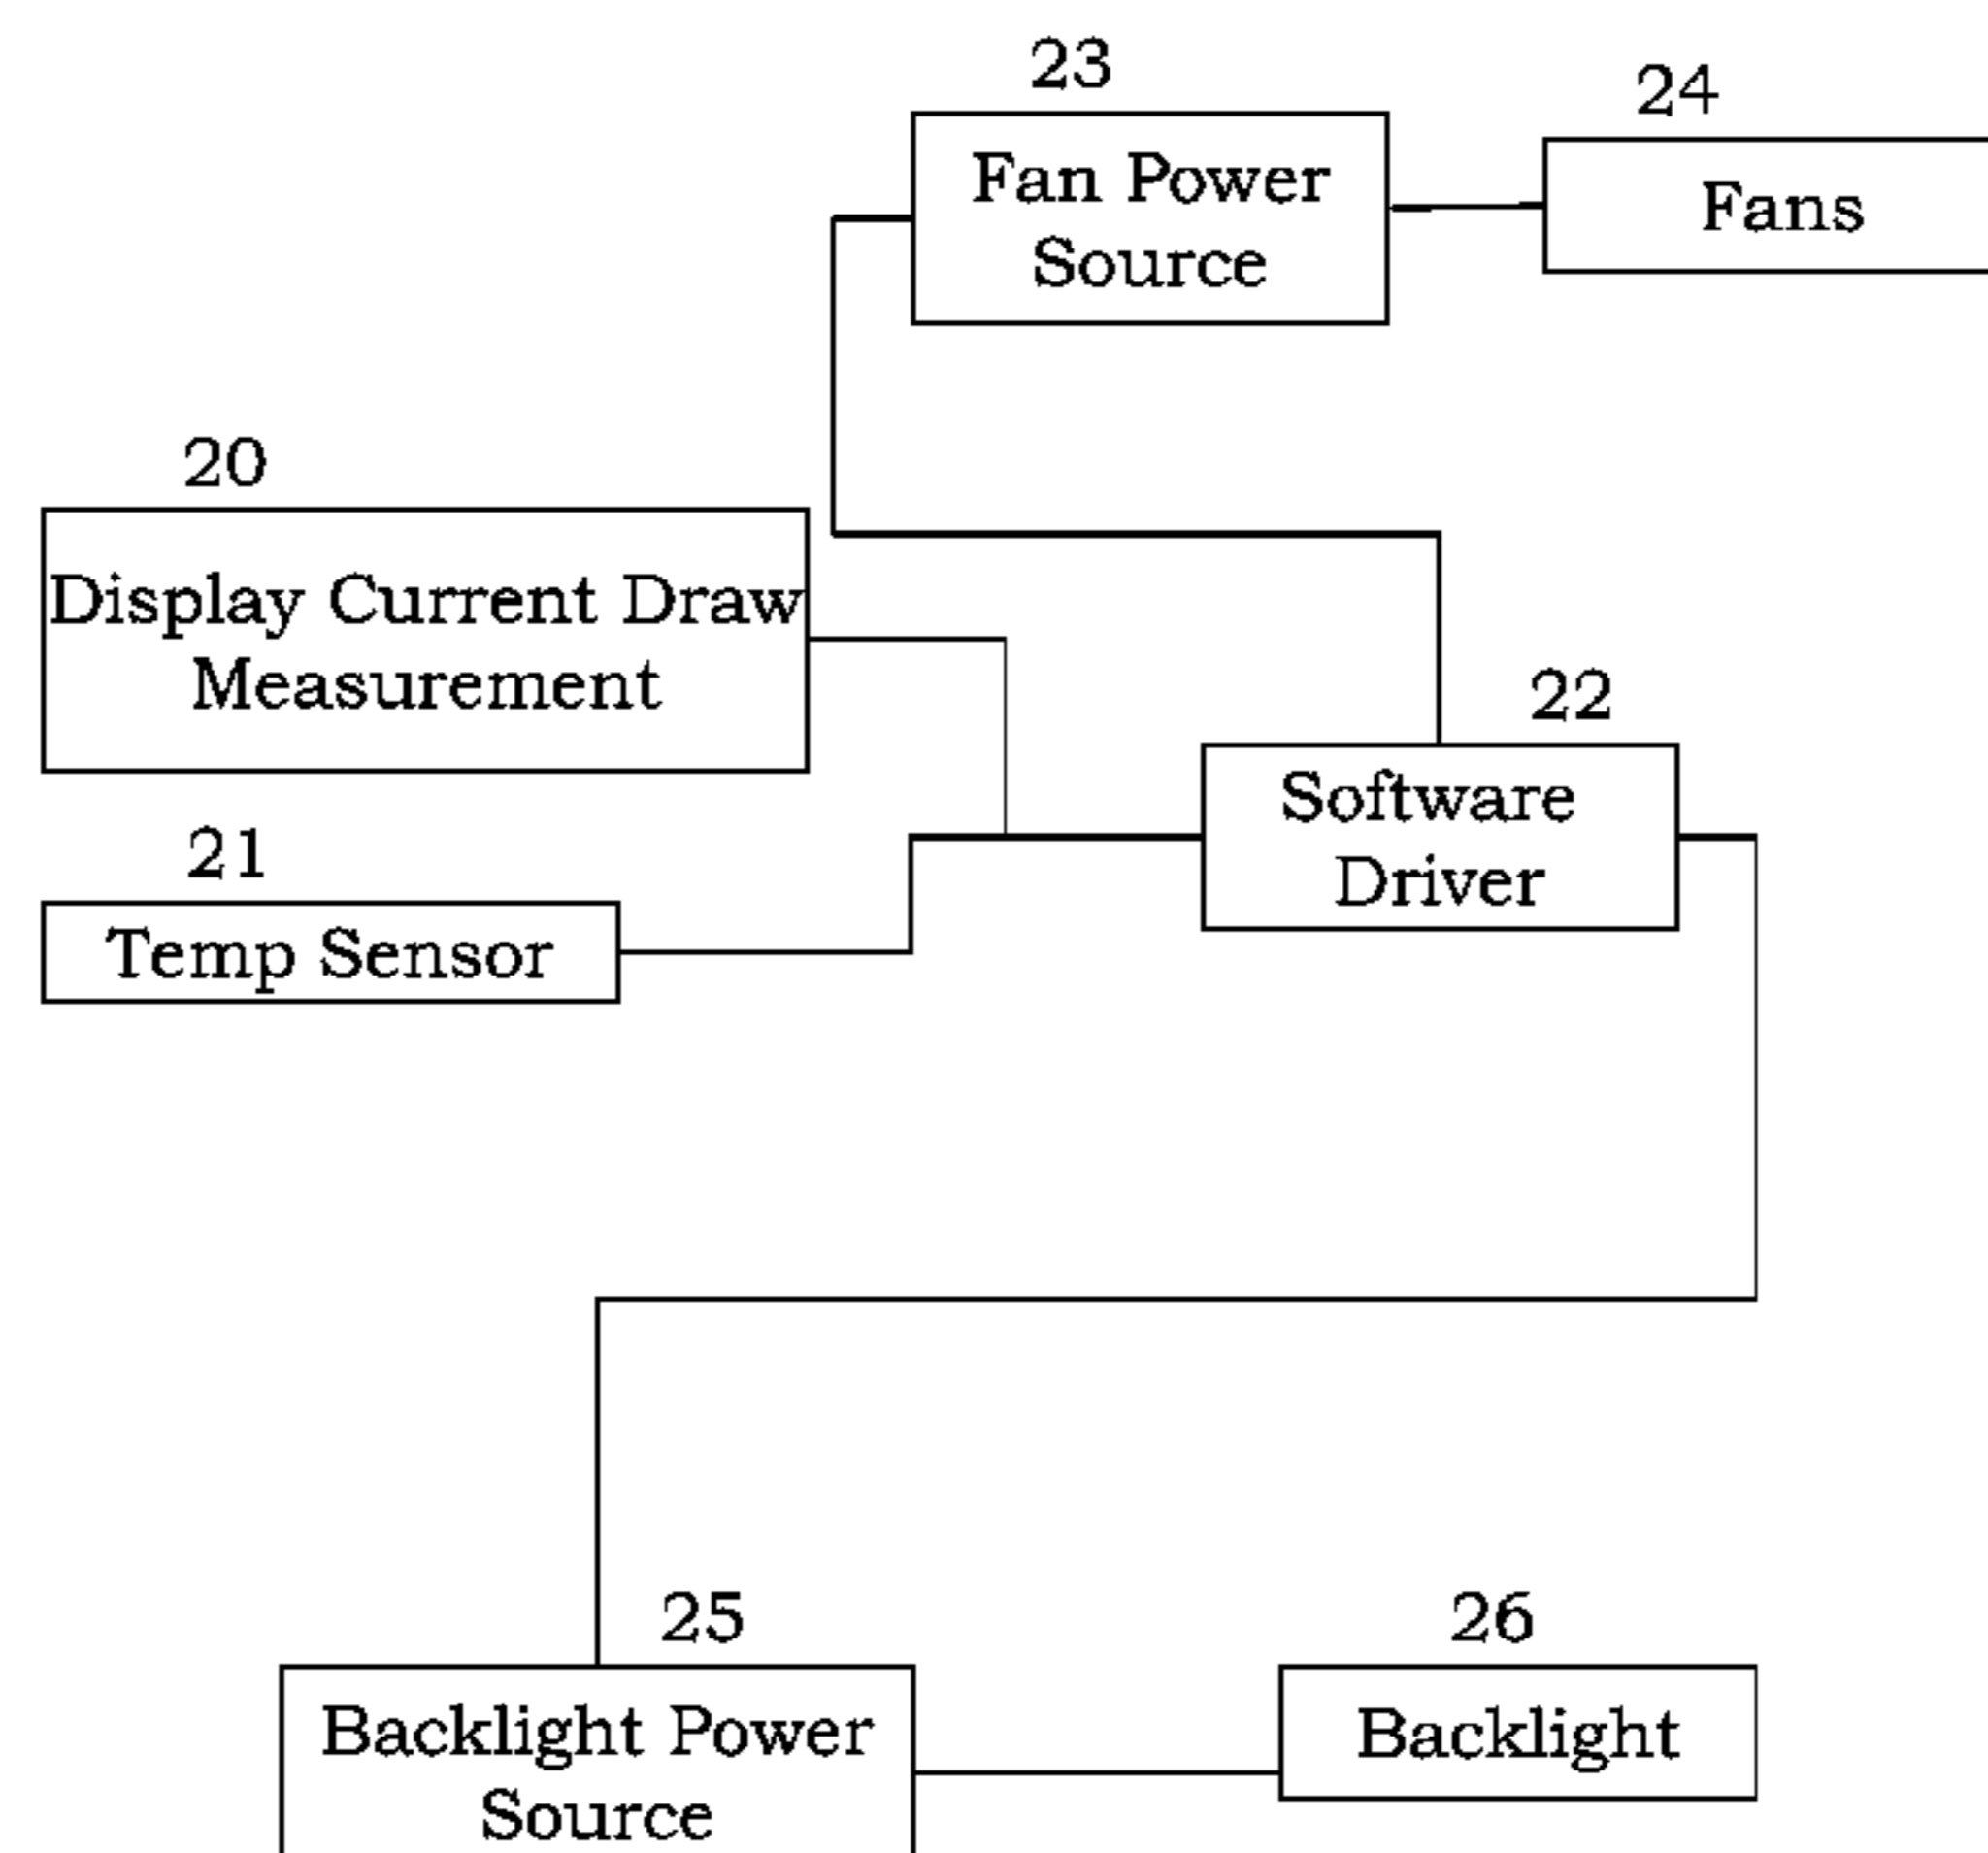 23
Fan Power
Source
24
Fans
20
Display Current Draw
Measurement
22
Software
Driver
21
Temp Sensor
25
Backlight Power
Source
26
Backlight